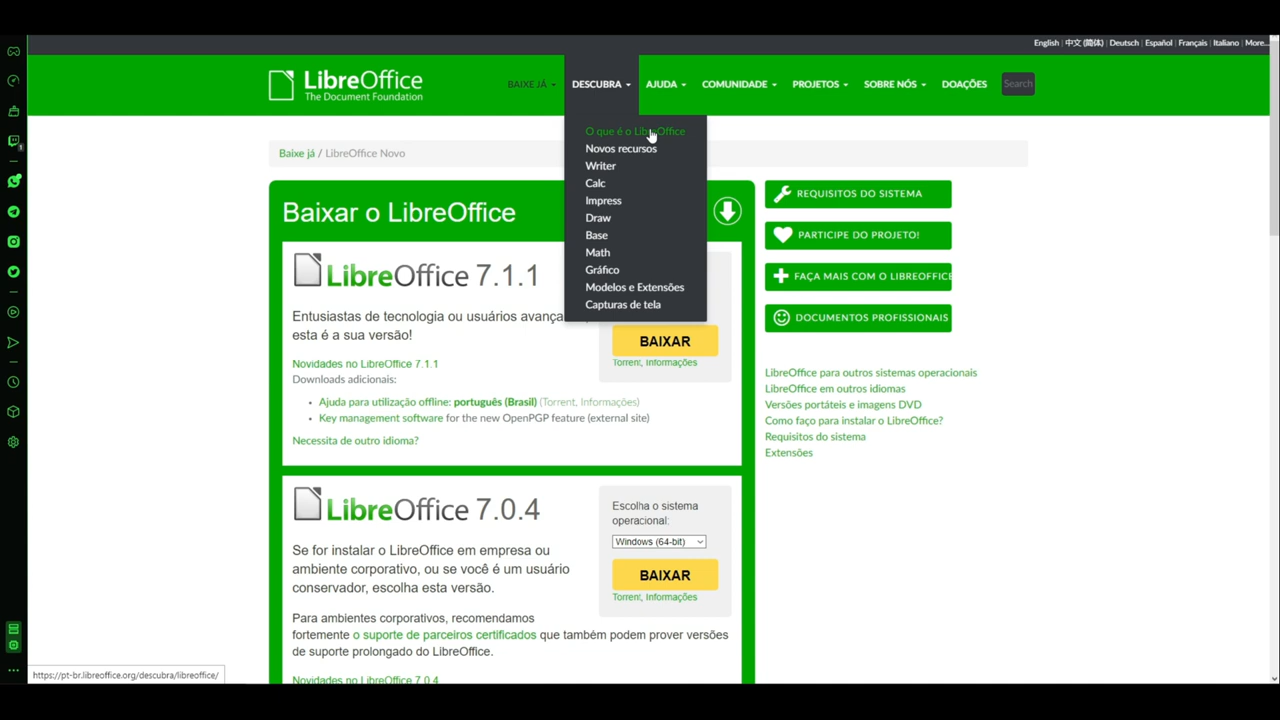 English | 中文 (简体) | Deutsch | Español | Français | Italiano | More...
LibreOffice
The Document Foundation
BAIXE JÁ
DESCUBRA
AJUDA
COMUNIDADE
PROJETOS
SOBRE NÓS
DOAÇÕES
Search
O que é o LibreOffice
Novos recursos
Writer
Calc
Impress
Draw
Base
Math
Gráfico
Modelos e Extensões
Capturas de tela
Baixe já / LibreOffice Novo
Baixar o LibreOffice
LibreOffice 7.1.1
Entusiastas de tecnologia ou usuários
esta é a sua versão!
BAIXAR
Torrent, Informações
Novidades no LibreOffice 7.1.1
Downloads adicionais:
• Ajuda para utilização offline: português (Brasil) (Torrent, Informações)
• Key management software for the new OpenPGP feature (external site)
Necessita de outro idioma?
LibreOffice 7.0.4
Se for instalar o LibreOffice em empresa ou
ambiente corporativo, ou se você é um usuário
conservador, escolha esta versão.
Escolha o sistema
operacional:
Windows (64-bit)
BAIXAR
Torrent, Informações
Para ambientes corporativos, recomendamos
fortemente o suporte de parceiros certificados que também podem prover versões
de suporte prolongado do LibreOffice.
Novidades no LibreOffice 7.0.4
REQUISITOS DO SISTEMA
PARTICIPE DO PROJETO!
FAÇA MAIS COM O LIBREOFFICE
DOCUMENTOS PROFISSIONAIS
LibreOffice para outros sistemas operacionais
LibreOffice em outros idiomas
Versões portáteis e imagens DVD
Como faço para instalar o LibreOffice?
Requisitos do sistema
Extensões
https://pt-br.libreoffice.org/descubra/libreoffice/